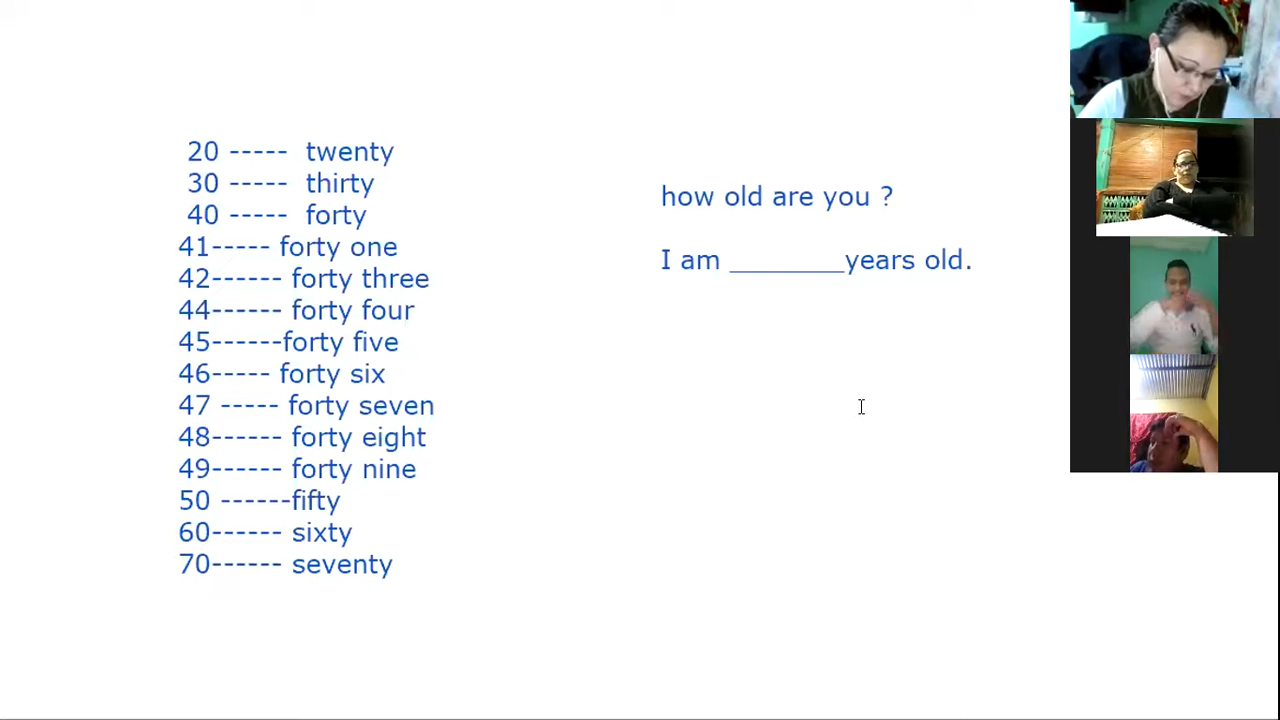 20 ----- twenty
30 ----- thirty
40 ----- forty
41----- forty one
42------ forty three
44------ forty four
45------forty five
46----- forty six
47 ----- forty seven
48------ forty eight
49------ forty nine
50 ------fifty
60------ sixty
70------ seventy
how old are you ?
I am ________years old.